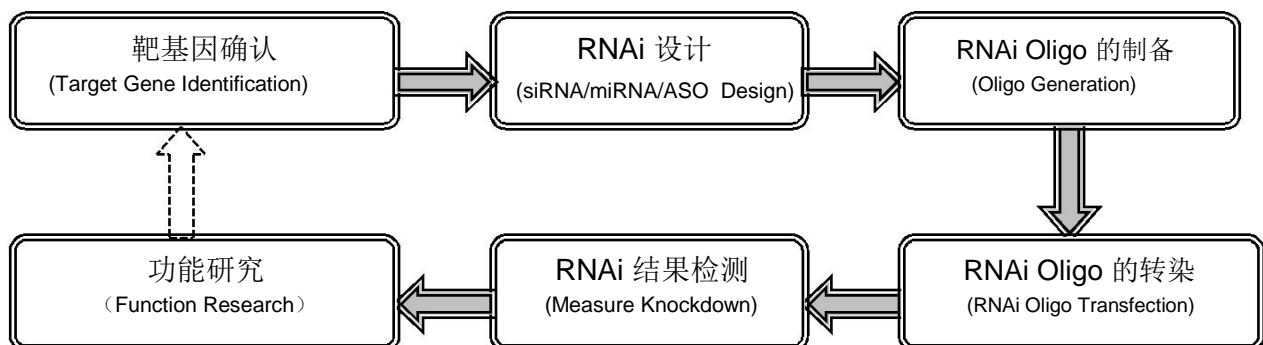 靶基因确认
(Target Gene Identification)
RNAi 设计
(siRNA/miRNA/ASO Design)
RNAi Oligo 的制备
(Oligo Generation)
功能研究
（Function Research）
RNAi 结果检测
(Measure Knockdown)
RNAi Oligo 的转染
(RNAi Oligo Transfection)